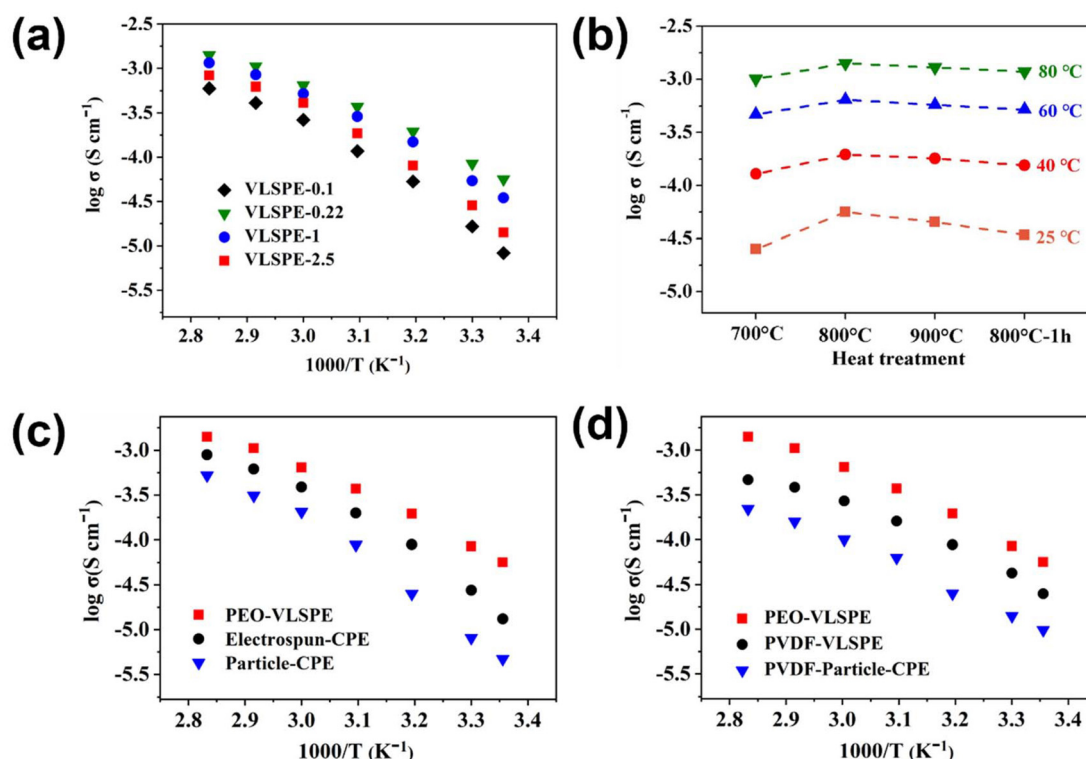 (a)
-2.5
-3.0
-3.5
-4.0
-4.5
-5.0
-5.5
log σ (S cm⁻¹)
VLSPE-0.1
VLSPE-0.22
VLSPE-1
VLSPE-2.5
2.8 2.9 3.0 3.1 3.2 3.3 3.4
1000/T (K⁻¹)
(b)
-2.5
-3.0
-3.5
-4.0
-4.5
-5.0
log σ (S cm⁻¹)
80 °C
60 °C
40 °C
25 °C
700°C 800°C 900°C 800°C-1h
Heat treatment
(c)
-3.0
-3.5
-4.0
-4.5
-5.0
-5.5
log σ(S cm⁻¹)
PEO-VLSPE
Electrospun-CPE
Particle-CPE
2.8 2.9 3.0 3.1 3.2 3.3 3.4
1000/T (K⁻¹)
(d)
-3.0
-3.5
-4.0
-4.5
-5.0
-5.5
log σ(S cm⁻¹)
PEO-VLSPE
PVDF-VLSPE
PVDF-Particle-CPE
2.8 2.9 3.0 3.1 3.2 3.3 3.4
1000/T (K⁻¹)